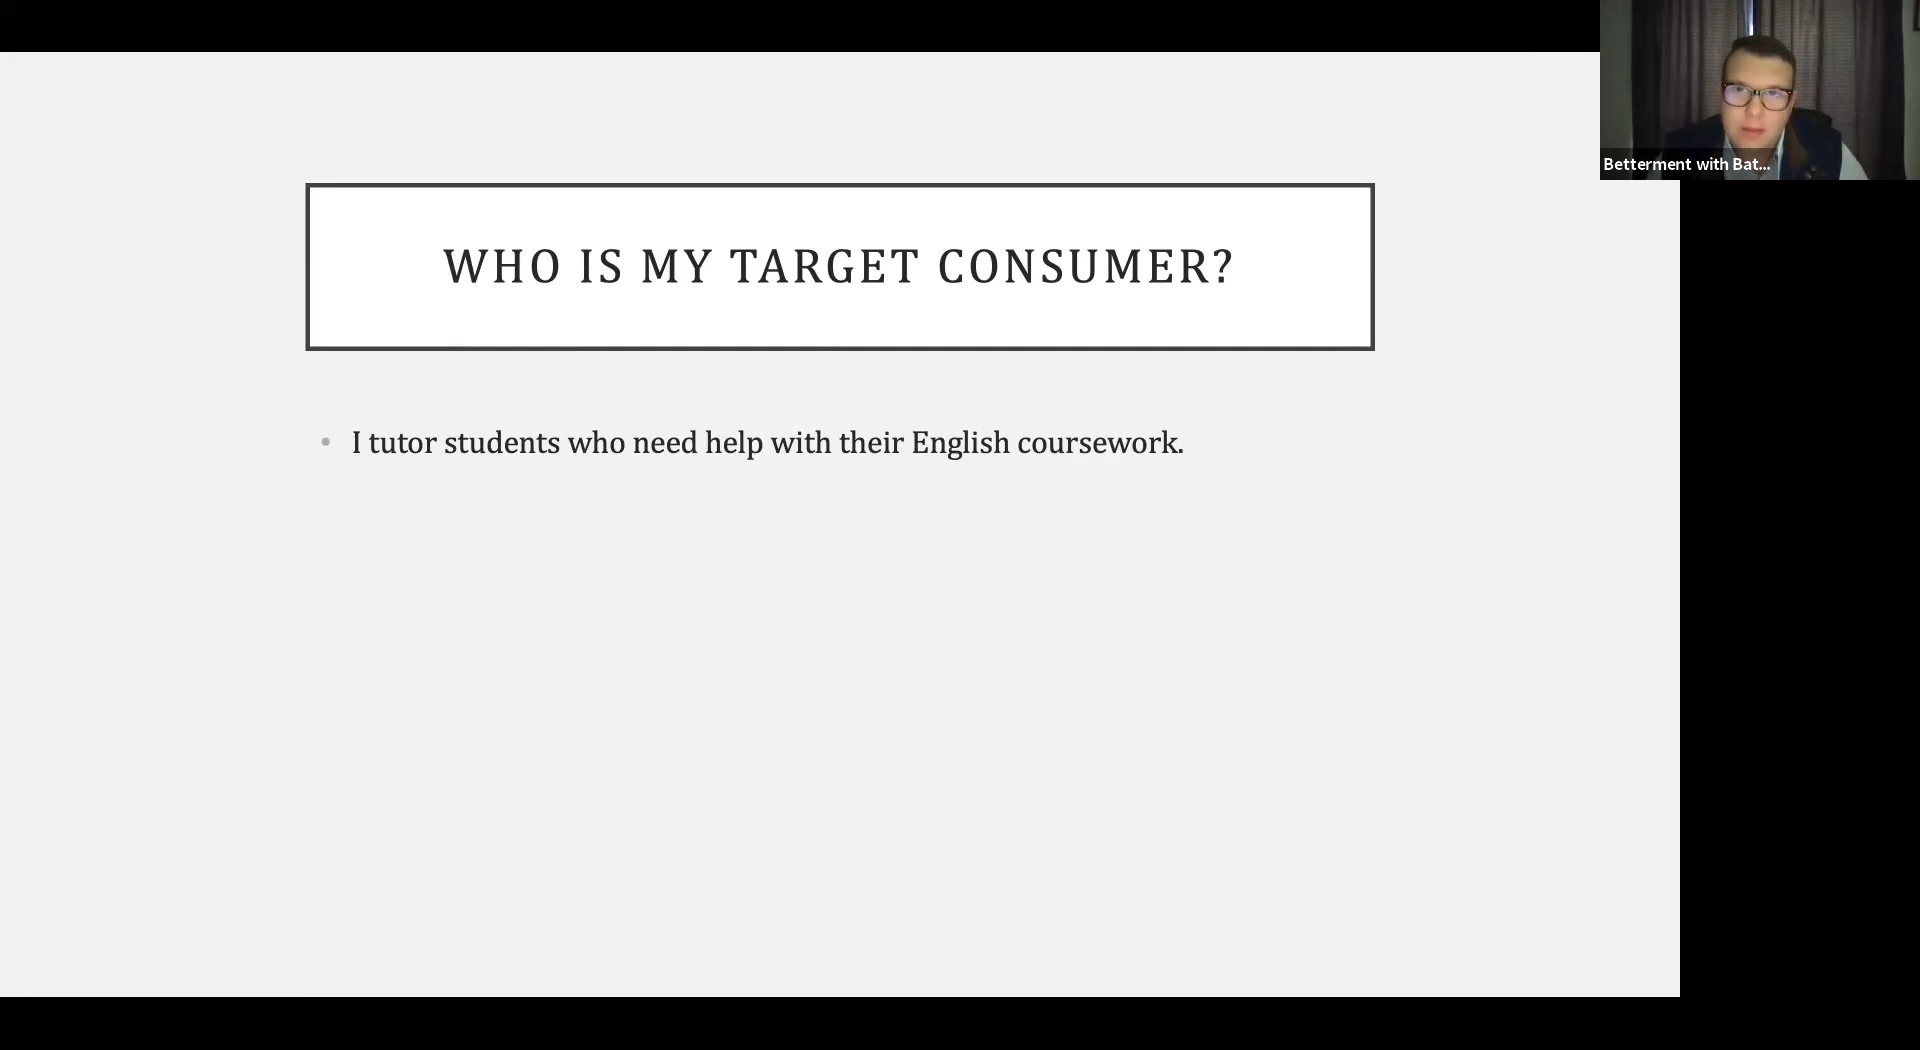 WHO IS MY TARGET CONSUMER?
• I tutor students who need help with their English coursework.
Betterment with Bat...